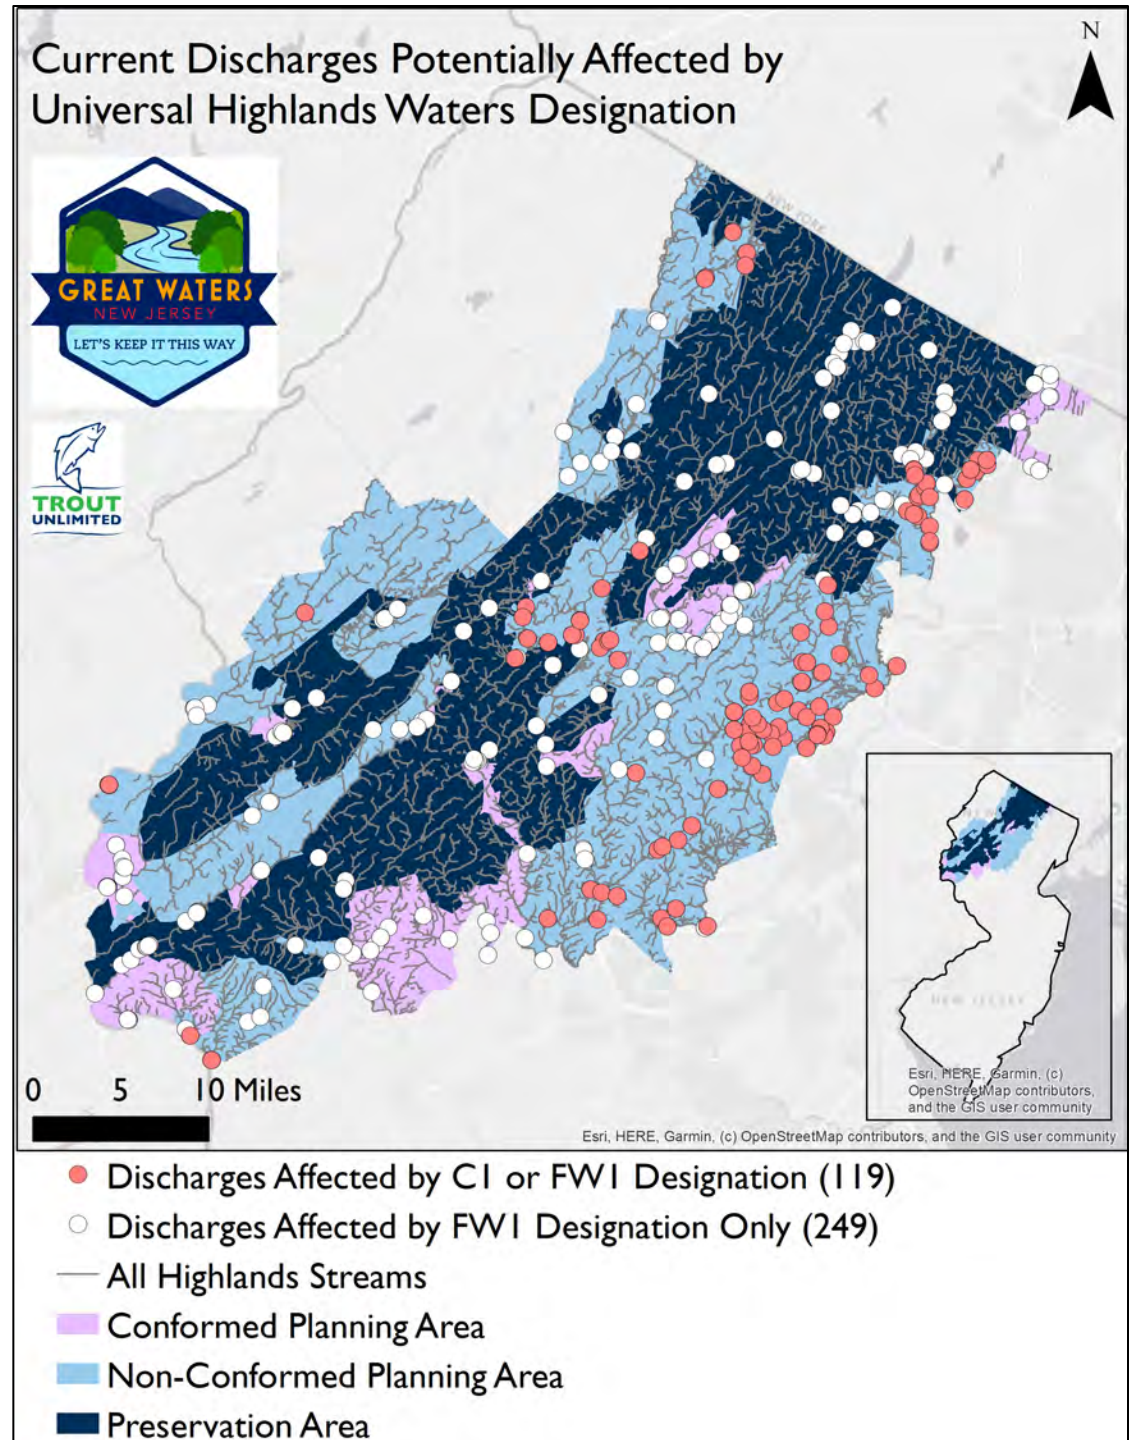 Current Discharges Potentially Affected by
Universal Highlands Waters Designation
N
GREAT WATERS
NEW JERSEY
LET'S KEEP IT THIS WAY
TROUT
UNLIMITED
NEW YORK
NEW JERSEY
Esri, HERE, Garmin, (c)
OpenStreetMap contributors,
and the GIS user community
0 5 10 Miles
Esri, HERE, Garmin, (c) OpenStreetMap contributors, and the GIS user community
Discharges Affected by C1 or FW1 Designation (119)
Discharges Affected by FW1 Designation Only (249)
All Highlands Streams
Conformed Planning Area
Non-Conformed Planning Area
Preservation Area